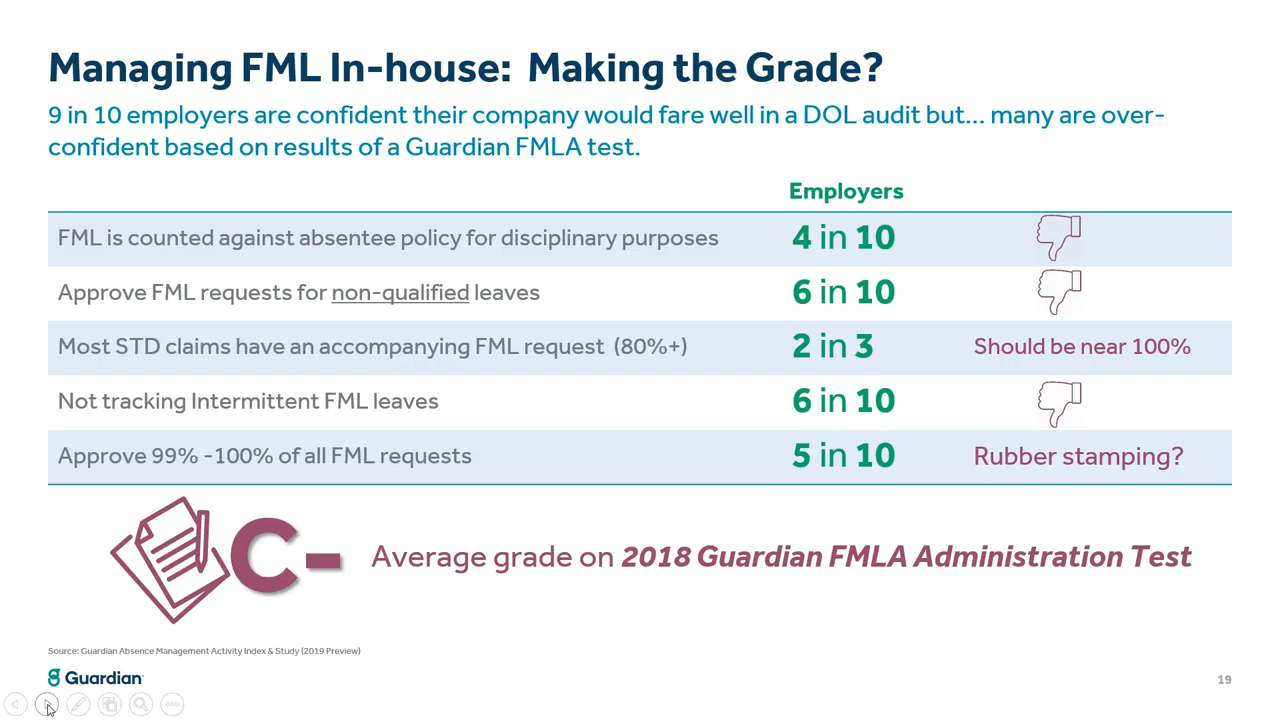 Managing FML In-house: Making the Grade?
9 in 10 employers are confident their company would fare well in a DOL audit but... many are over-
confident based on results of a Guardian FMLA test.
Employers
FML is counted against absentee policy for disciplinary purposes 4 in 10
Approve FML requests for non-qualified leaves 6 in 10
Most STD claims have an accompanying FML request (80%+) 2 in 3 Should be near 100%
Not tracking Intermittent FML leaves 6 in 10
Approve 99% -100% of all FML requests 5 in 10 Rubber stamping?
C- Average grade on 2018 Guardian FMLA Administration Test
Source: Guardian Absence Management Activity Index & Study (2019 Preview)
Guardian
19